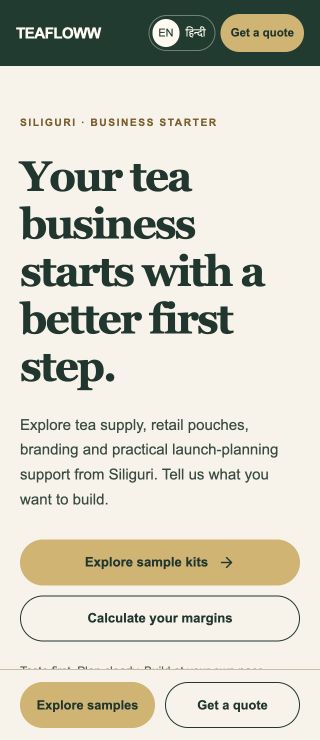 TEAFLOWW
EN हिन्दी
Get a quote
SILIGURI · BUSINESS STARTER
Your tea
business
starts with a
better first
step.
Explore tea supply, retail pouches,
branding and practical launch-planning
support from Siliguri. Tell us what you
want to build.
Explore sample kits →
Calculate your margins
Explore samples
Get a quote